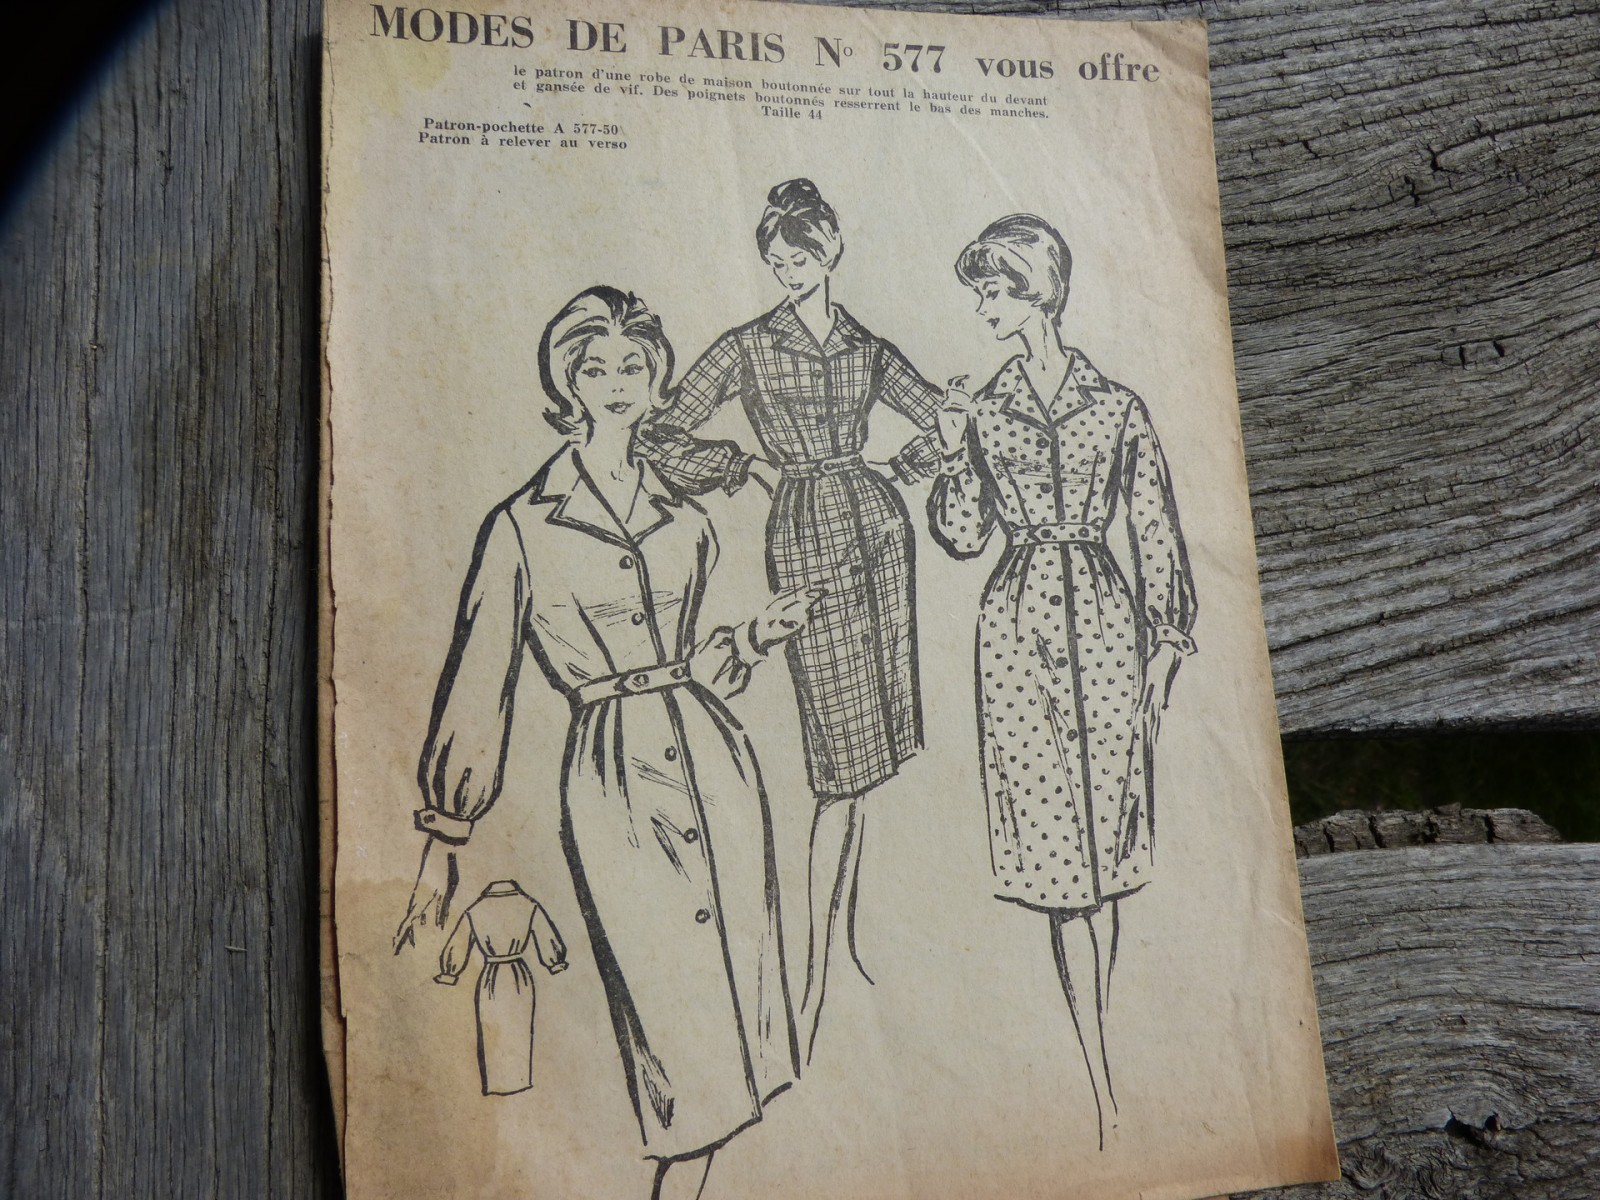 MODES DE PARIS Nº 577 vous offre
le patron d'une robe de maison boutonnée sur tout la hauteur du devant
et gansée de vif. Des poignets boutonnés resserrent le bas des manches.
Taille 44
Patron-pochette A 577-50
Patron à relever au verso